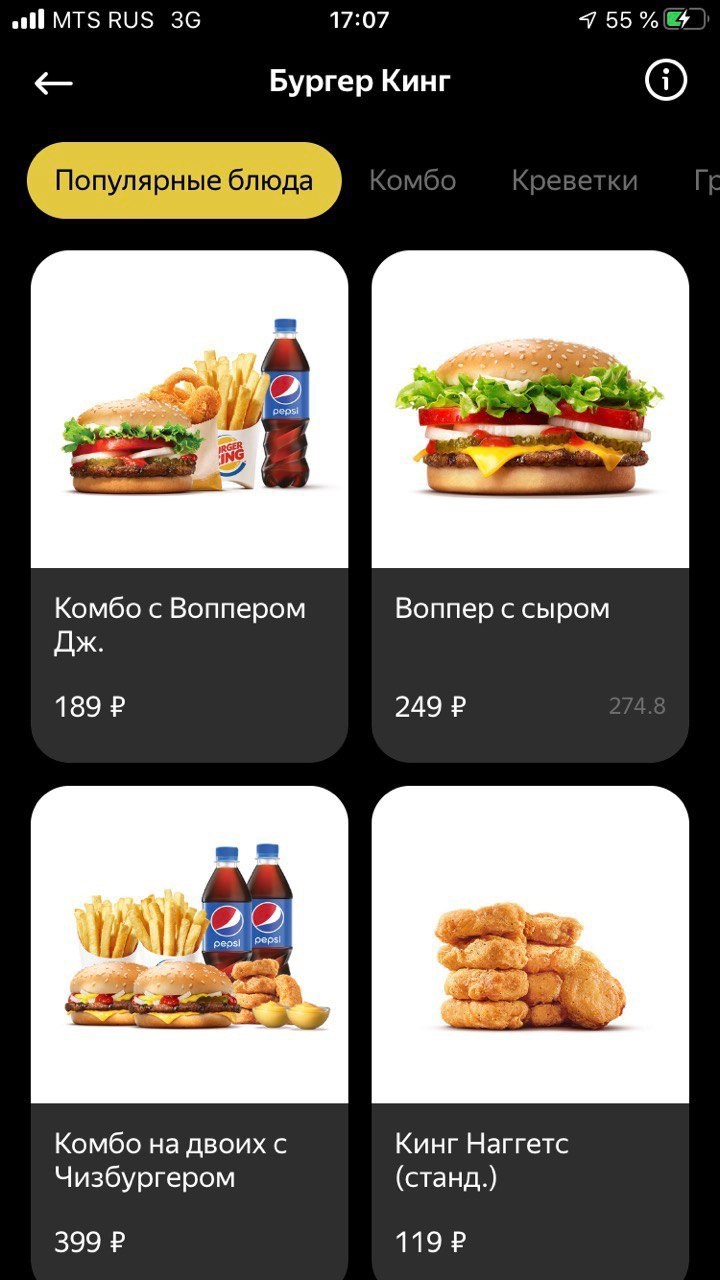 MTS RUS 3G 17:07 55 %
Бургер Кинг
Популярные блюда Комбо Креветки Гр
pepsi
BURGER
KING
Комбо с Воппером
Дж.
189 ₽
Воппер с сыром
249 ₽ 274.8
pepsi pepsi
Комбо на двоих с
Чизбургером
399 ₽
Кинг Наггетс
(станд.)
119 ₽